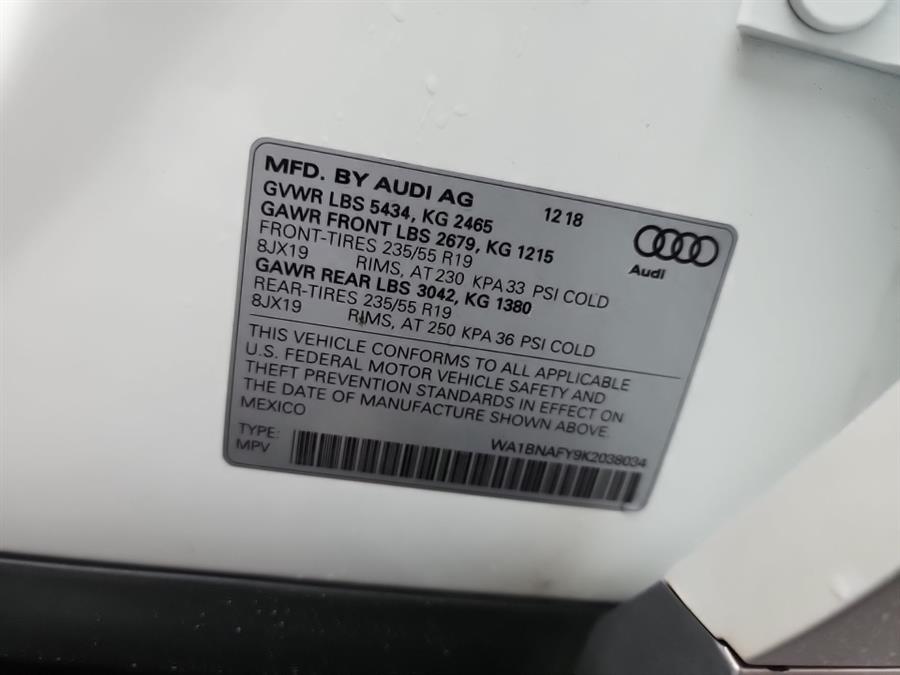 MFD. BY AUDI AG 12 18
GVWR LBS 5434, KG 2465
GAWR FRONT LBS 2679, KG 1215
FRONT-TIRES 235/55 R19
8JX19 RIMS, AT 230 KPA 33 PSI COLD
GAWR REAR LBS 3042, KG 1380
REAR-TIRES 235/55 R19
8JX19 RIMS, AT 250 KPA 36 PSI COLD
Audi
THIS VEHICLE CONFORMS TO ALL APPLICABLE
U.S. FEDERAL MOTOR VEHICLE SAFETY AND
THEFT PREVENTION STANDARDS IN EFFECT ON
THE DATE OF MANUFACTURE SHOWN ABOVE.
MEXICO
TYPE: WA1BNAFY9K2038034
MPV